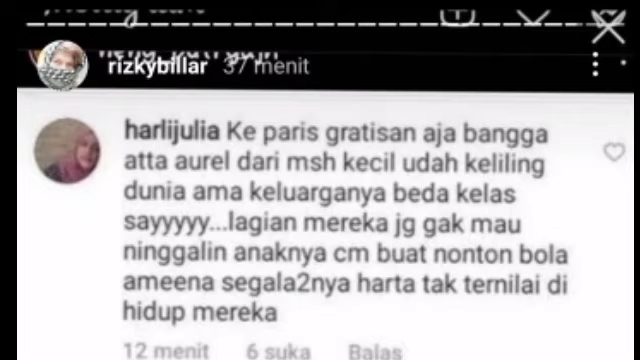 rizkybillar 37 menit
harlijulia Ke paris gratisan aja bangga
atta aurel dari msh kecil udah keliling
dunia ama keluarganya beda kelas
sayyyyy...lagian mereka jg gak mau
ninggalin anaknya cm buat nonton bola
ameena segala2nya harta tak ternilai di
hidup mereka
12 menit 6 suka Balas